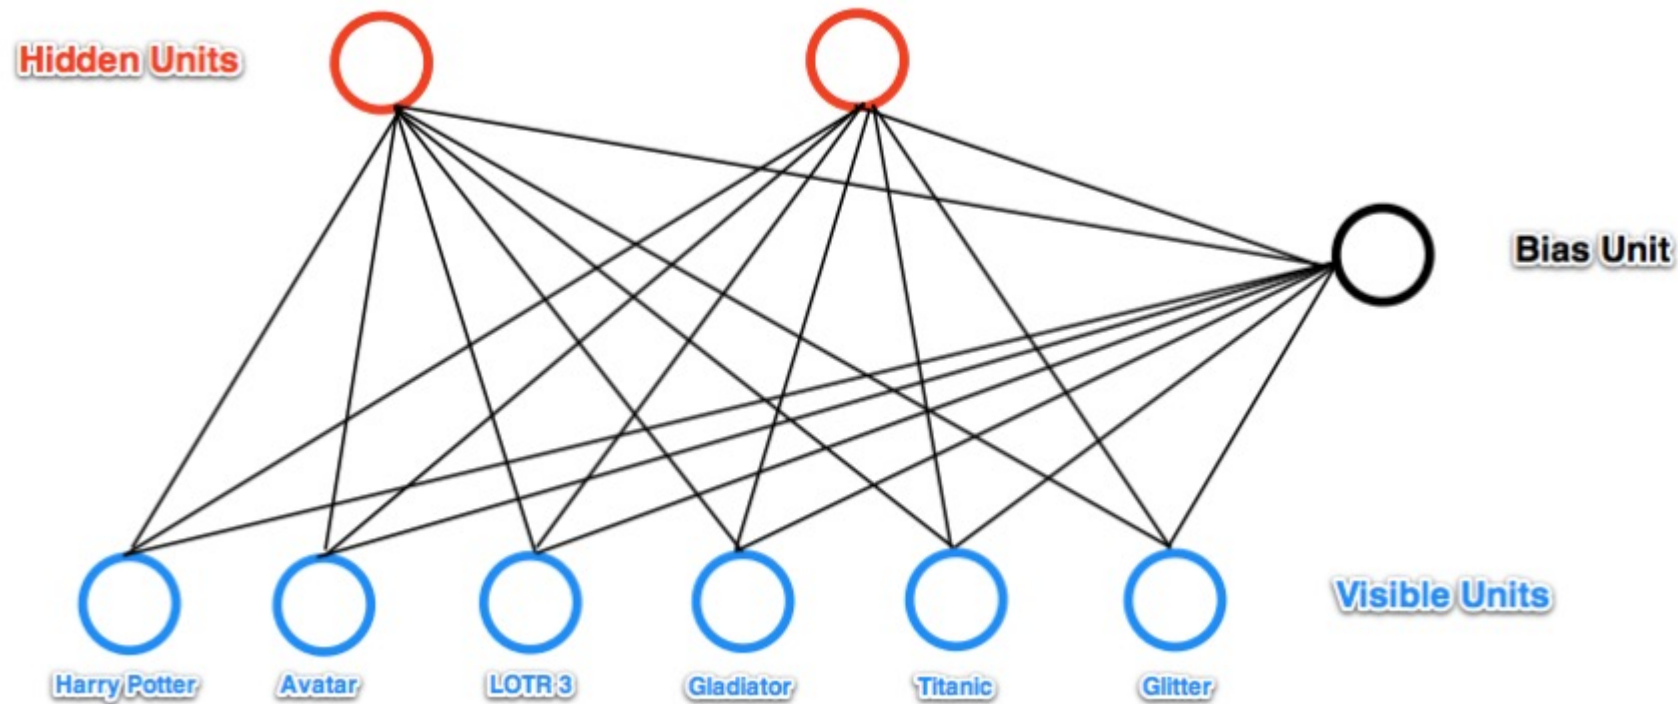 Hidden Units
Bias Unit
Visible Units
Harry Potter
Avatar
LOTR 3
Gladiator
Titanic
Glitter